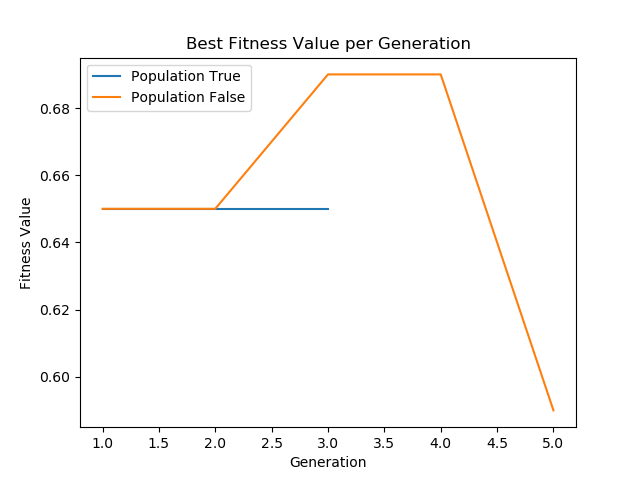 Best Fitness Value per Generation
Population True
Population False
Fitness Value
0.68
0.66
0.64
0.62
0.60
1.0 1.5 2.0 2.5 3.0 3.5 4.0 4.5 5.0
Generation